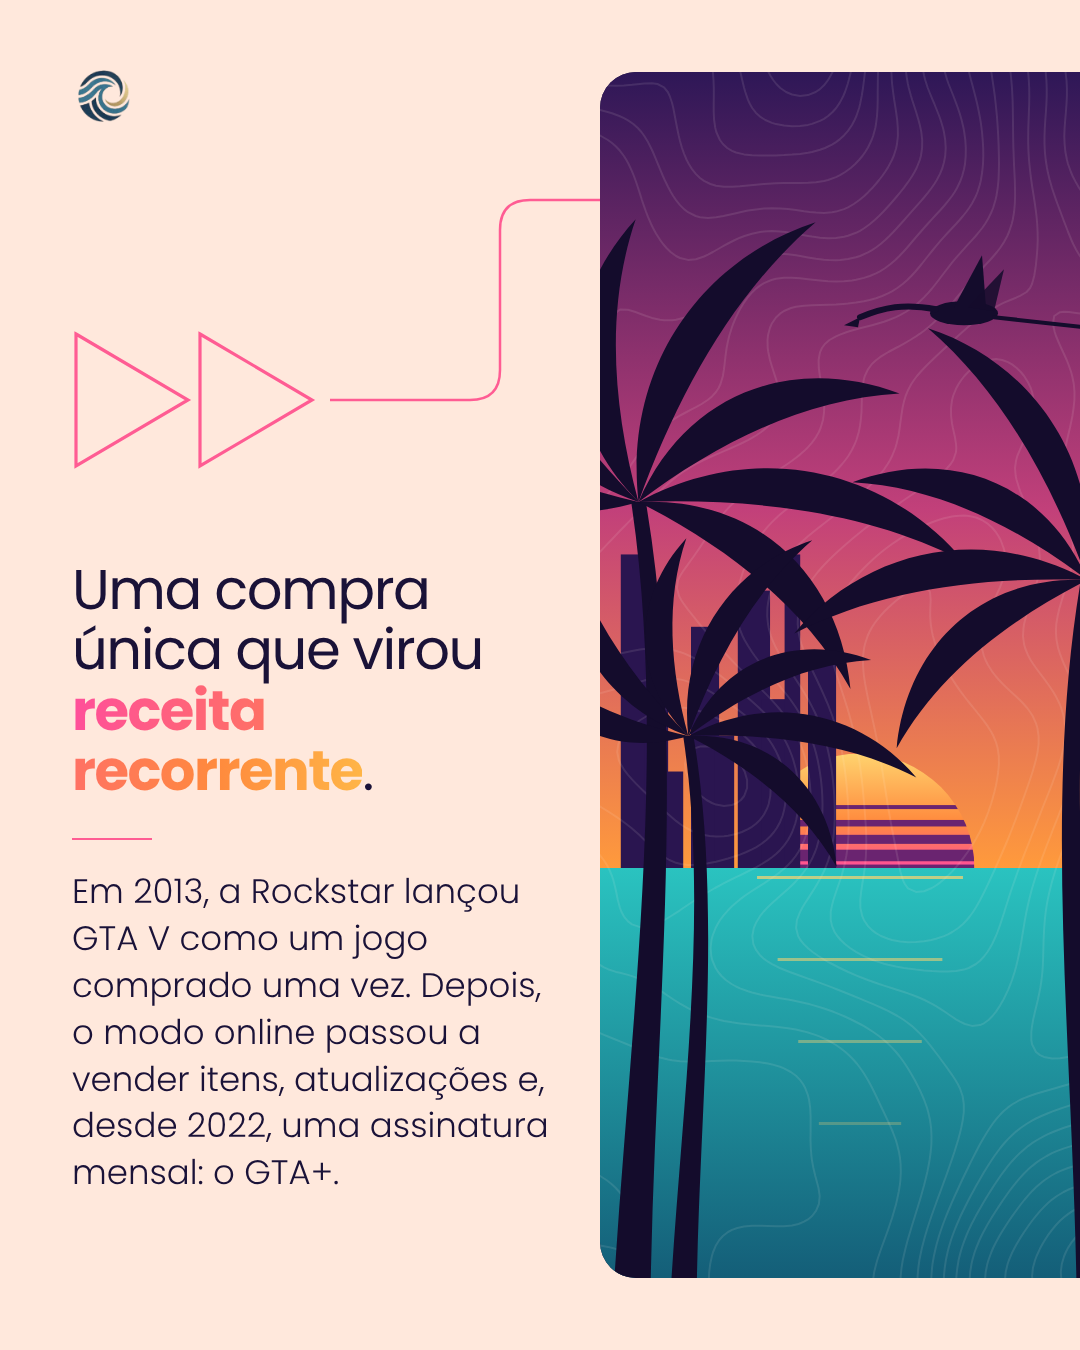 Uma compra
única que virou
receita
recorrente.
Em 2013, a Rockstar lançou
GTA V como um jogo
comprado uma vez. Depois,
o modo online passou a
vender itens, atualizações e,
desde 2022, uma assinatura
mensal: o GTA+.